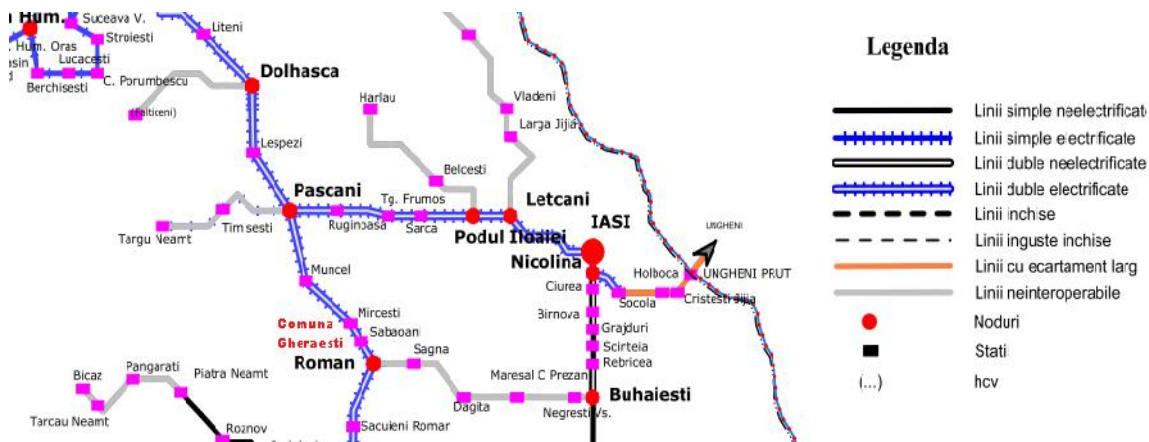 Hum.
Suceava V.
Stroiesti
Liteni
Hum. Oras
Lucacesti
Berchisesti
C. Porumbescu
(falticeni)
Dolhasca
Lespezi
Harlau
Vladeni
Larga Jijia
Belcesti
Pascani
Tg. Frumos
Letcani
Targu Neamt
Timisesti
Ruginoasa
Sarca
Podul Iloaiei
IASI
Nicolina
UNGHENI
Holboca
UNGHENI PRUT
Muncel
Ciurea
Socola
Cristesti Jijia
Birnova
Mircesti
Comuna
Gheraesti
Sabaoani
Grajduri
Scirteia
Rebricea
Roman
Sagna
Maresal C Prezan
Bicaz
Pangarati
Piatra Neamt
Tarcau Neamt
Dagita
Negresti Vs.
Buhaiesti
Roznov
Sacuieni Romar
Legenda
Linii simple neelectrificate
Linii simple electrificate
Linii duble neelectrificate
Linii duble electrificate
Linii inchise
Linii inguste inchise
Linii cu ecartament larg
Linii neinteroperabile
Noduri
Statii
(...) hcv